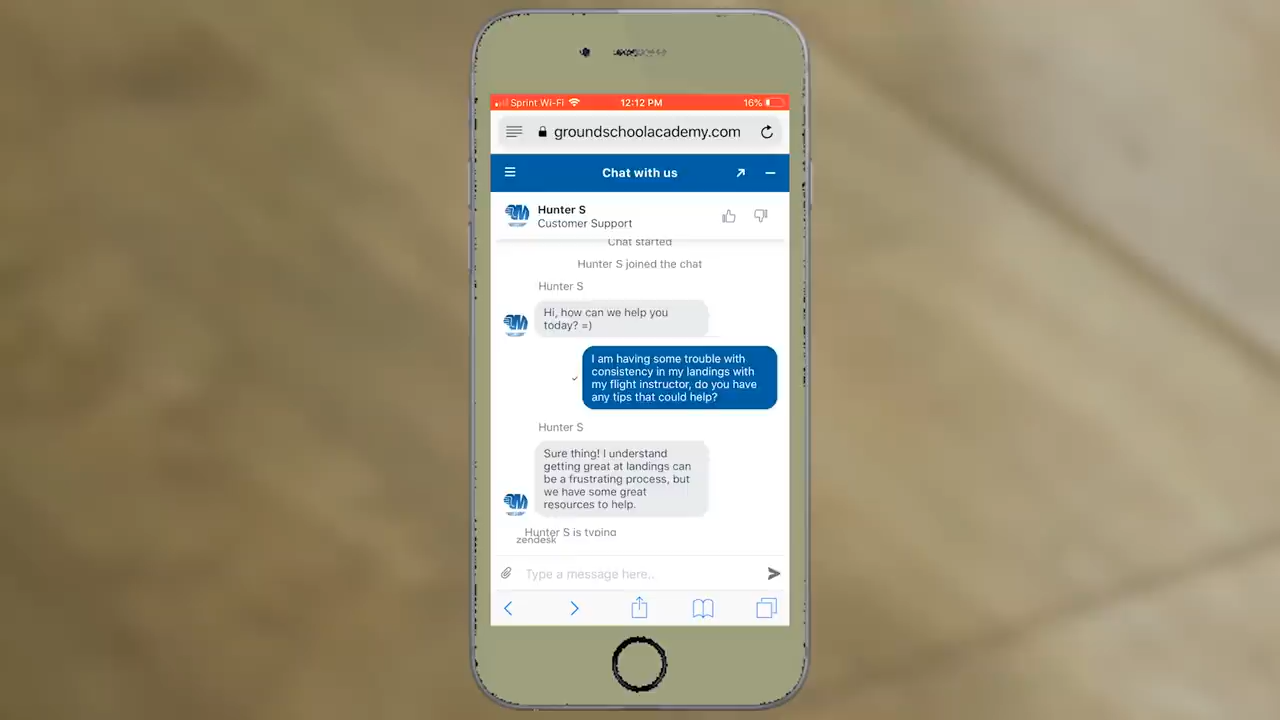 Sprint Wi-Fi 12:12 PM 16%
groundschoolacademy.com
Chat with us
Hunter S
Customer Support
Chat started
Hunter S joined the chat
Hunter S
Hi, how can we help you
today? =)
I am having some trouble with
consistency in my landings with
my flight instructor, do you have
any tips that could help?
Hunter S
Sure thing! I understand
getting great at landings can
be a frustrating process, but
we have some great
resources to help.
Hunter S is typing
zendesk
Type a message here..